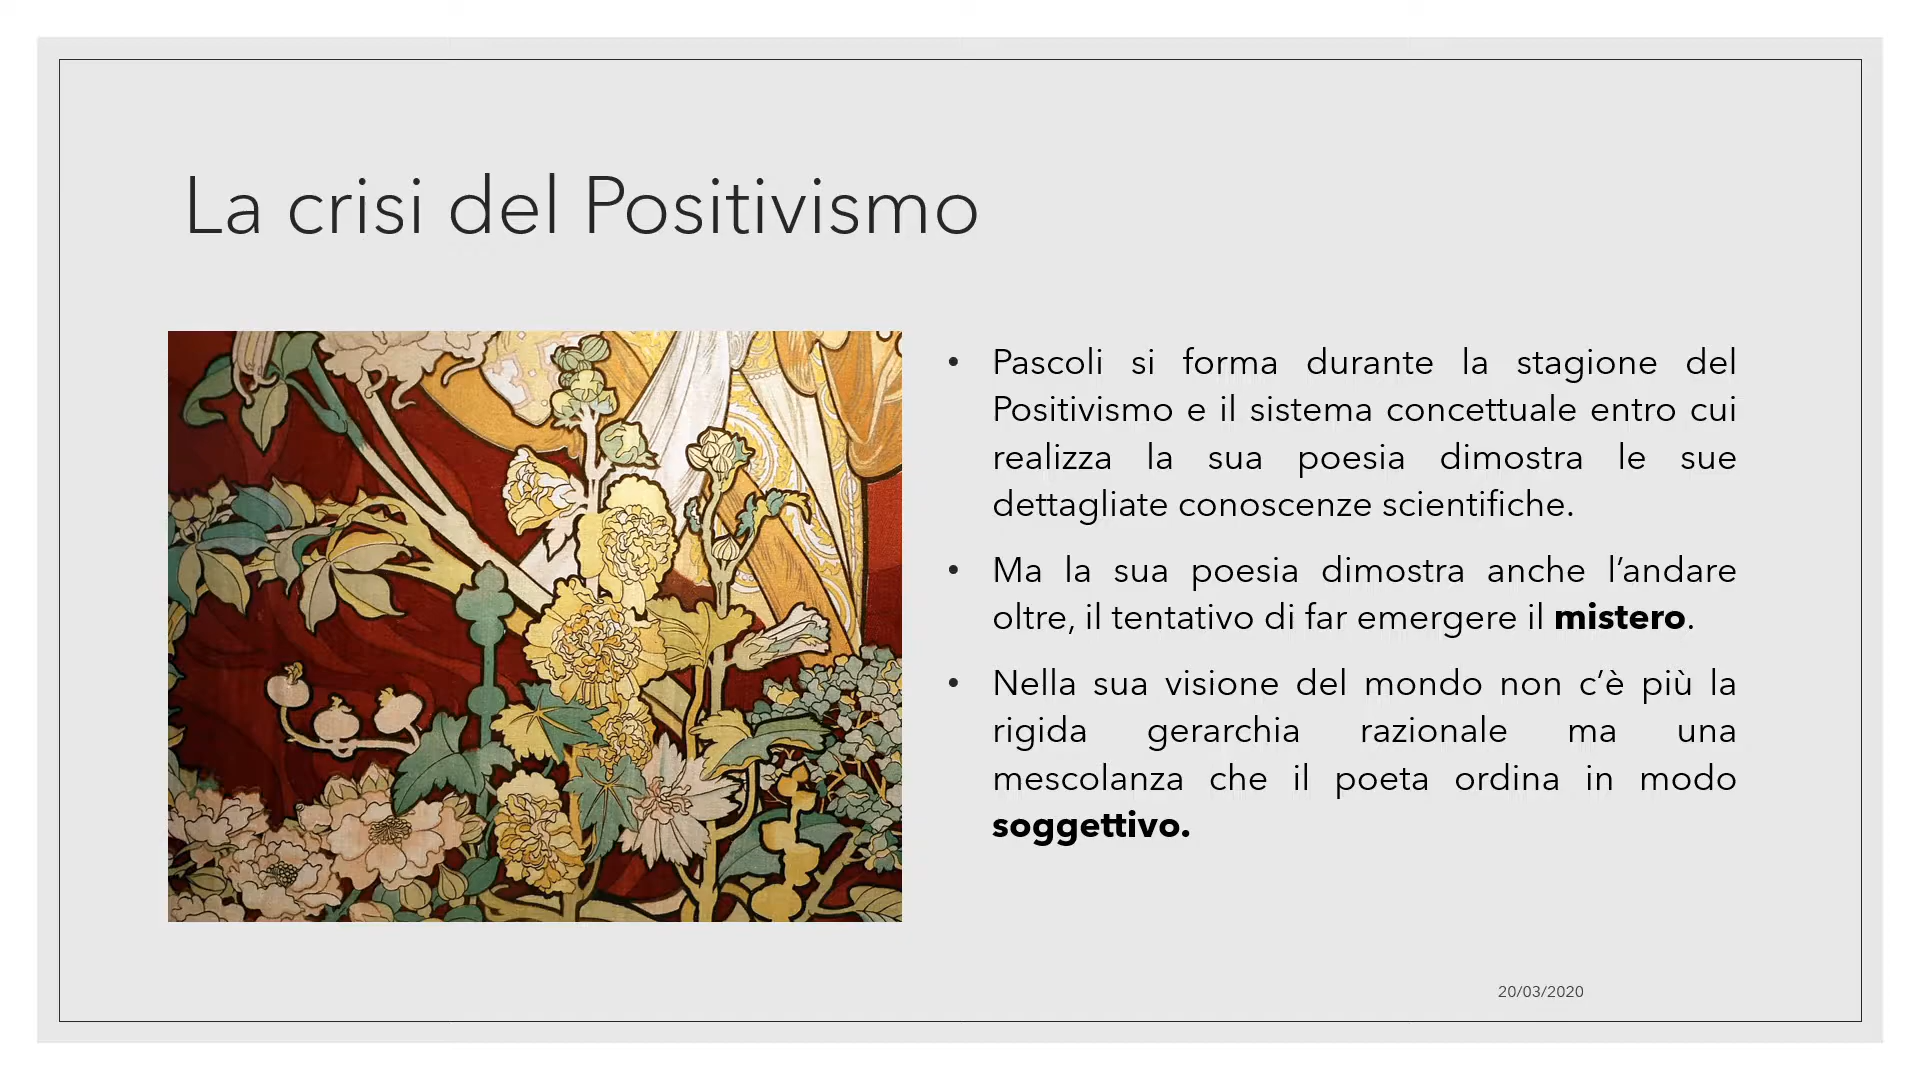 La crisi del Positivismo
• Pascoli si forma durante la stagione del
Positivismo e il sistema concettuale entro cui
realizza la sua poesia dimostra le sue
dettagliate conoscenze scientifiche.
• Ma la sua poesia dimostra anche l’andare
oltre, il tentativo di far emergere il mistero.
• Nella sua visione del mondo non c’è più la
rigida gerarchia razionale ma una
mescolanza che il poeta ordina in modo
soggettivo.
20/03/2020